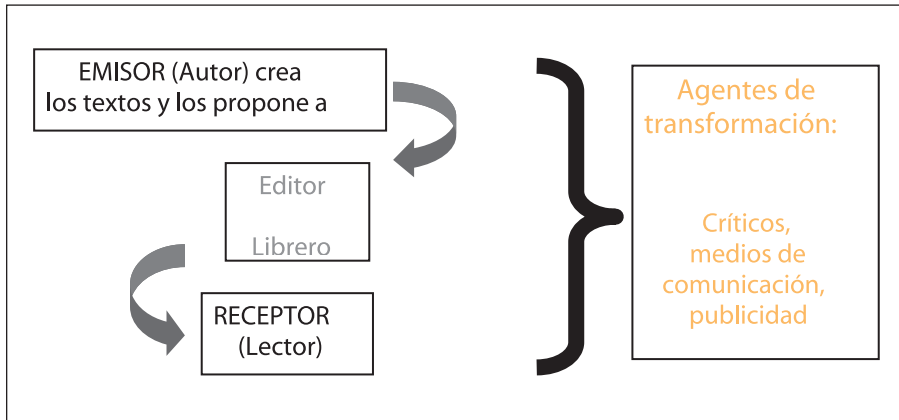 EMISOR (Autor) crea
los textos y los propone a
Editor
Librero
RECEPTOR
(Lector)
Agentes de
transformación:
Críticos,
medios de
comunicación,
publicidad